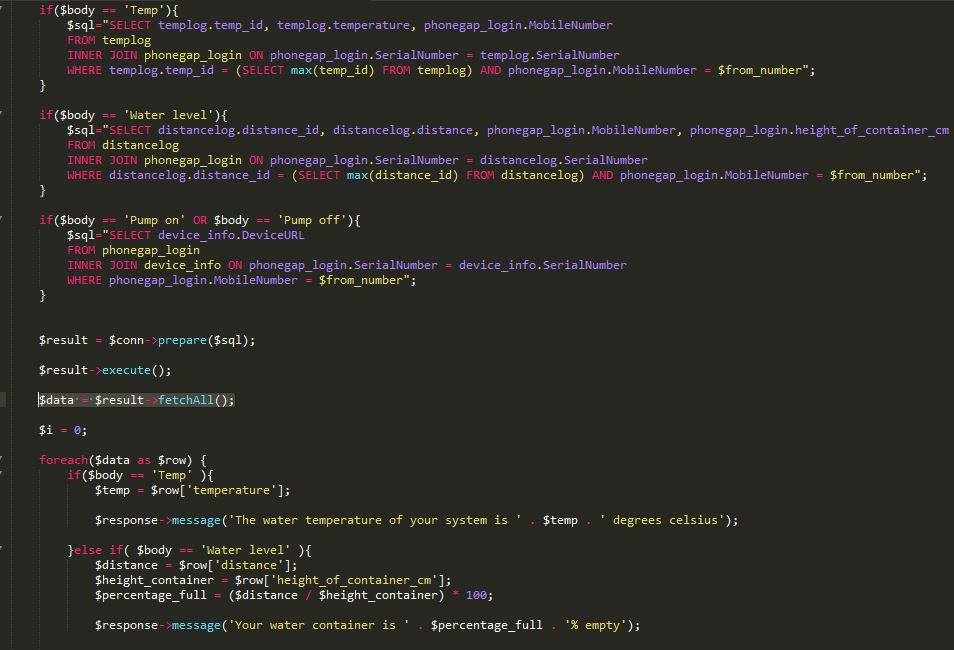 if($body == 'Temp'){
$sql="SELECT templog.temp_id, templog.temperature, phonegap_login.MobileNumber
FROM templog
INNER JOIN phonegap_login ON phonegap_login.SerialNumber = templog.SerialNumber
WHERE templog.temp_id = (SELECT max(temp_id) FROM templog) AND phonegap_login.MobileNumber = $from_number";
}
if($body == 'Water level'){
$sql="SELECT distancelog.distance_id, distancelog.distance, phonegap_login.MobileNumber, phonegap_login.height_of_container_cm
FROM distancelog
INNER JOIN phonegap_login ON phonegap_login.SerialNumber = distancelog.SerialNumber
WHERE distancelog.distance_id = (SELECT max(distance_id) FROM distancelog) AND phonegap_login.MobileNumber = $from_number";
}
if($body == 'Pump on' OR $body == 'Pump off'){
$sql="SELECT device_info.DeviceURL
FROM phonegap_login
INNER JOIN device_info ON phonegap_login.SerialNumber = device_info.SerialNumber
WHERE phonegap_login.MobileNumber = $from_number";
}
$result = $conn->prepare($sql);
$result->execute();
$data = $result->fetchAll();
$i = 0;
foreach($data as $row) {
if($body == 'Temp' ){
$temp = $row['temperature'];
$response->message('The water temperature of your system is ' . $temp . ' degrees celsius');
}else if( $body == 'Water level' ){
$distance = $row['distance'];
$height_container = $row['height_of_container_cm'];
$percentage_full = ($distance / $height_container) * 100;
$response->message('Your water container is ' . $percentage_full . '% empty');